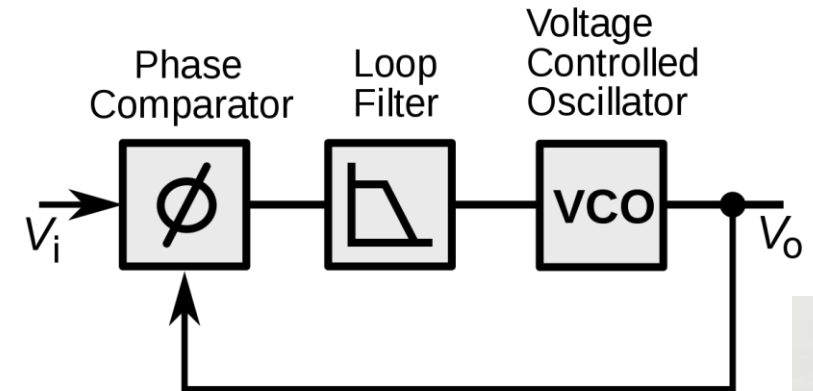 Phase
Comparator
Loop
Filter
Voltage
Controlled
Oscillator
Vi
ϕ
VCO
Vo